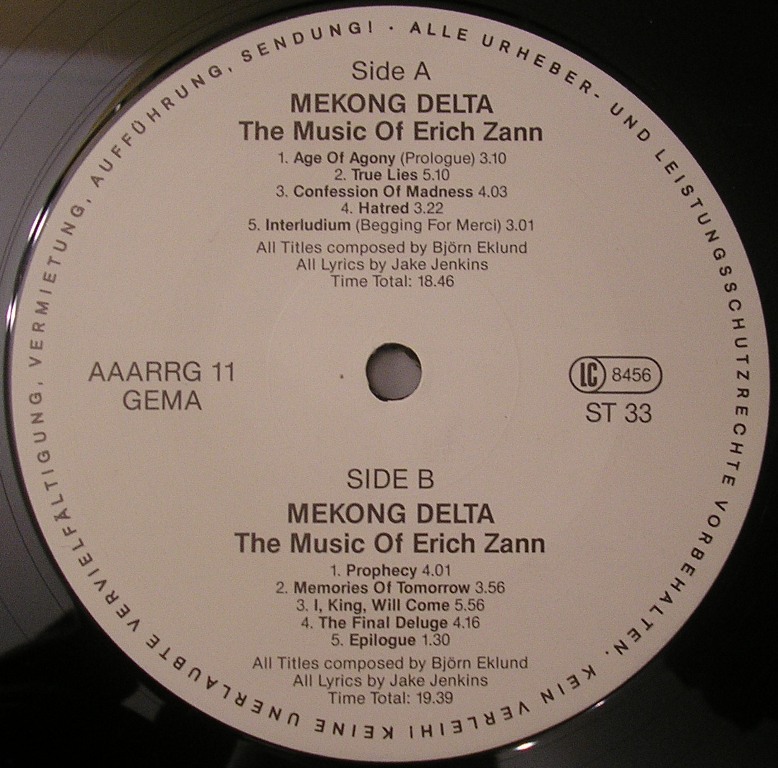 ALLE URHEBER- UND LEISTUNGSSCHUTZRECHTE VORBEHALTEN. KEIN VERLEIH! KEINE UNERLAUBTE VERVIELFÄLTIGUNG, VERMIETUNG, AUFFÜHRUNG, SENDUNG! ·
Side A
MEKONG DELTA
The Music Of Erich Zann
1. Age Of Agony (Prologue) 3.10
2. True Lies 5.10
3. Confession Of Madness 4.03
4. Hatred 3.22
5. Interludium (Begging For Merci) 3.01
All Titles composed by Björn Eklund
All Lyrics by Jake Jenkins
Time Total: 18.46
AAARRG 11
GEMA
LC 8456
ST 33
SIDE B
MEKONG DELTA
The Music Of Erich Zann
1. Prophecy 4.01
2. Memories Of Tomorrow 3.56
3. I, King, Will Come 5.56
4. The Final Deluge 4.16
5. Epilogue 1.30
All Titles composed by Björn Eklund
All Lyrics by Jake Jenkins
Time Total: 19.39